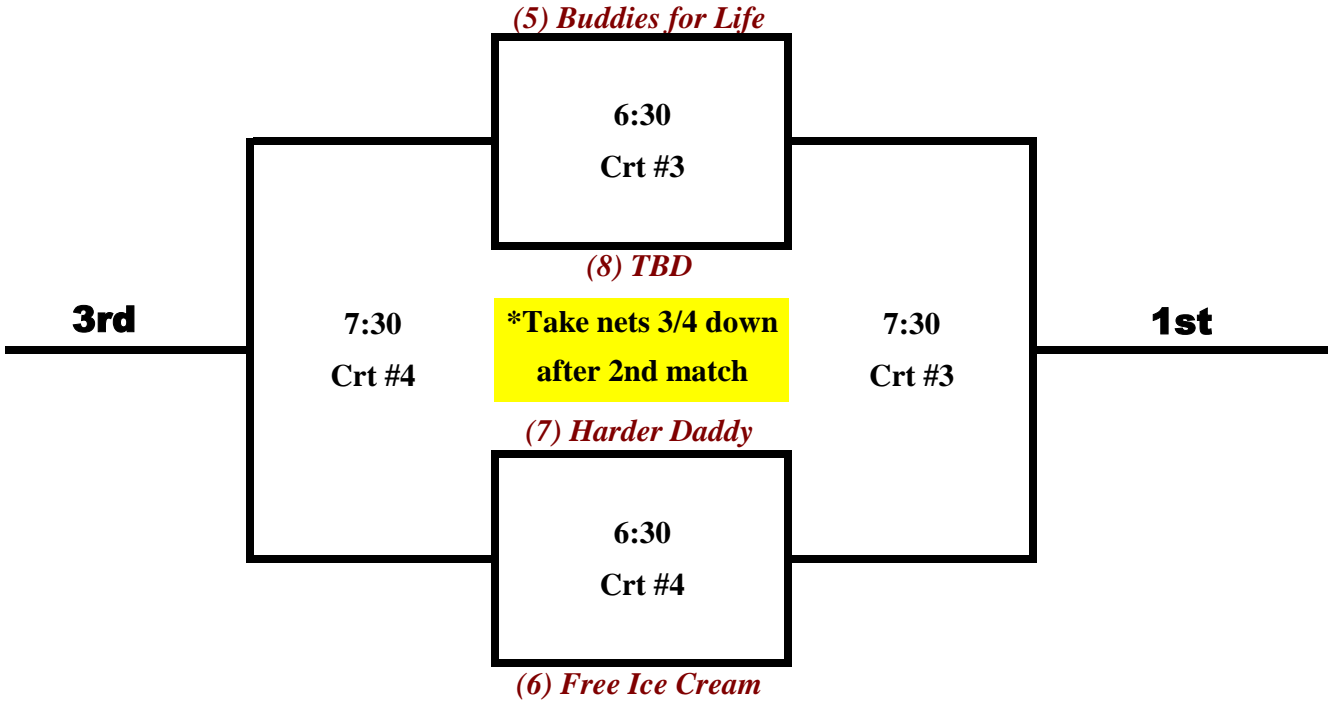 (5) Buddies for Life
6:30
Crt #3
(8) TBD
3rd
7:30
Crt #4
*Take nets 3/4 down
after 2nd match
7:30
Crt #3
1st
(7) Harder Daddy
6:30
Crt #4
(6) Free Ice Cream